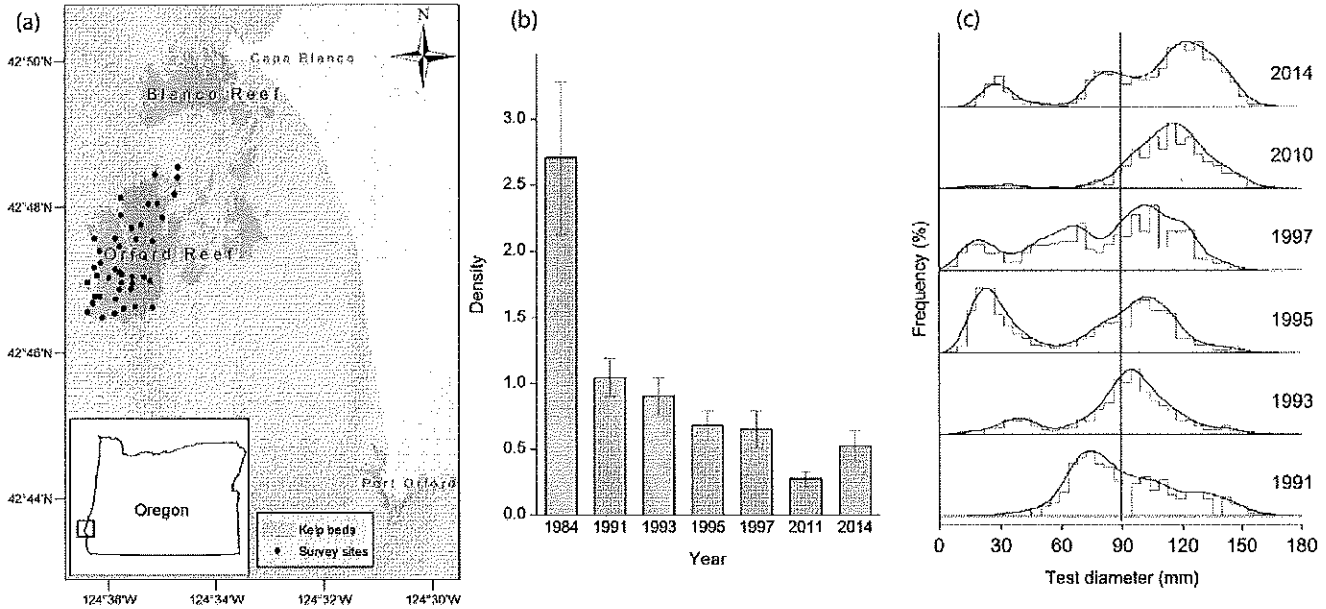 (a)
N
42°50'N
Cape Blanco
Blanco Reef
42°48'N
Orford Reef
42°46'N
42°44'N
Port Orford
Oregon
Kelp beds
Survey sites
124°36'W
124°34'W
124°32'W
124°30'W
(b)
Density
3.0
2.5
2.0
1.5
1.0
0.5
0.0
1984
1991
1993
1995
1997
2011
2014
Year
(c)
Frequency (%)
2014
2010
1997
1995
1993
1991
0
30
60
90
120
150
180
Test diameter (mm)